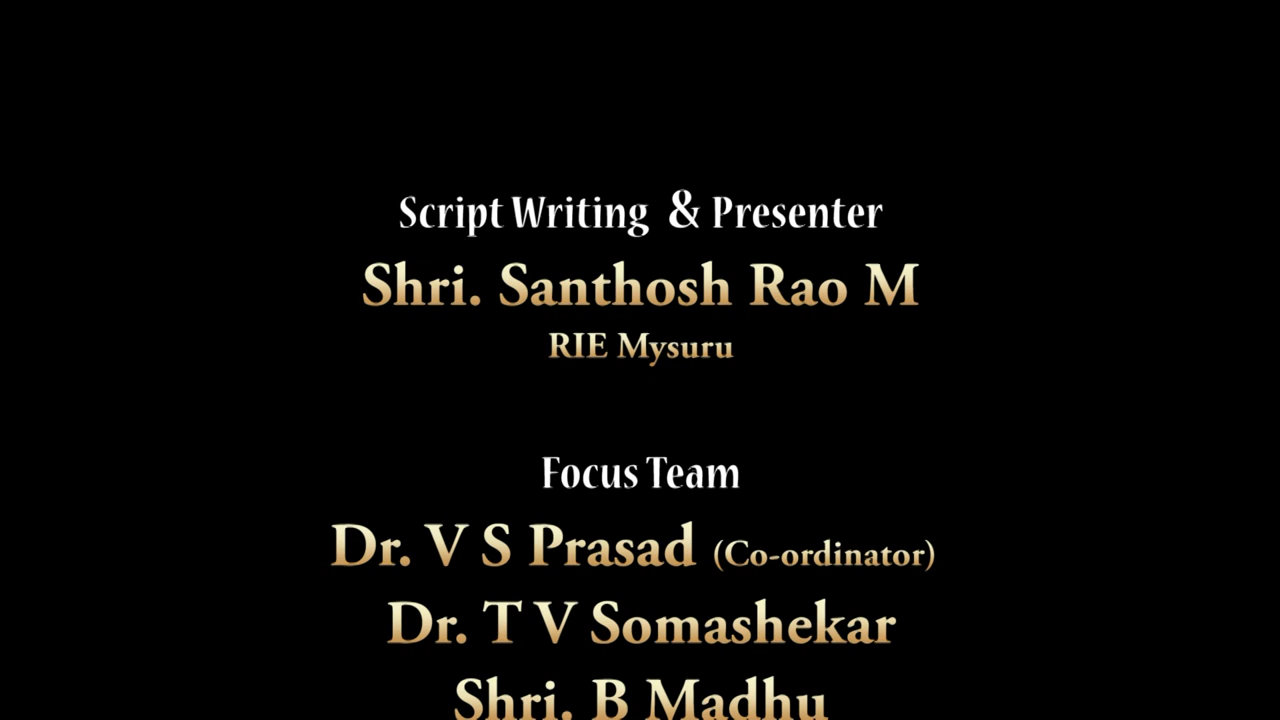 Script Writing & Presenter
Shri. Santhosh Rao M
RIE Mysuru
Focus Team
Dr. V S Prasad (Co-ordinator)
Dr. T V Somashekar
Shri. B Madhu